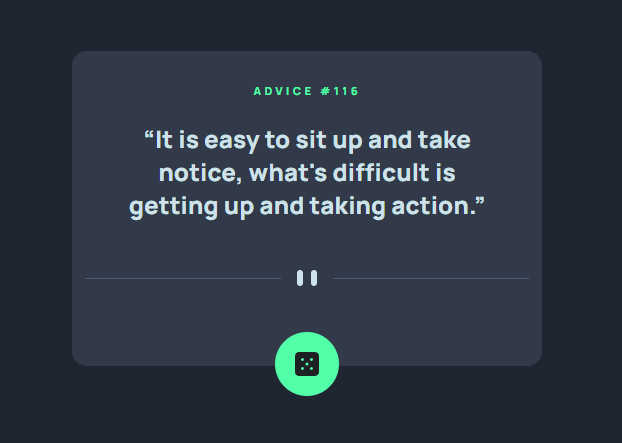 ADVICE #116
“It is easy to sit up and take
notice, what's difficult is
getting up and taking action.”